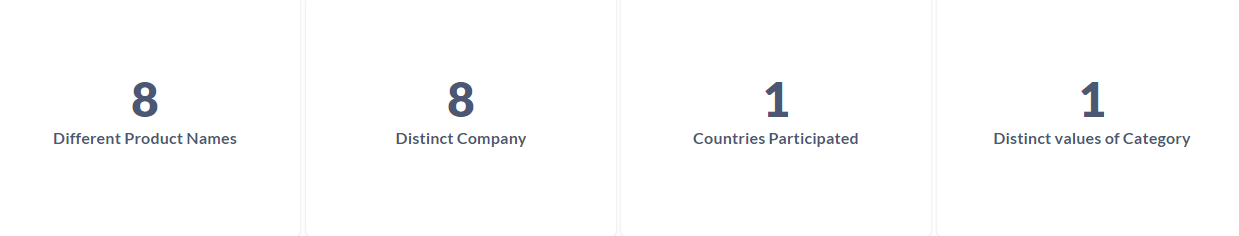 8
Different Product Names
8
Distinct Company
1
Countries Participated
1
Distinct values of Category